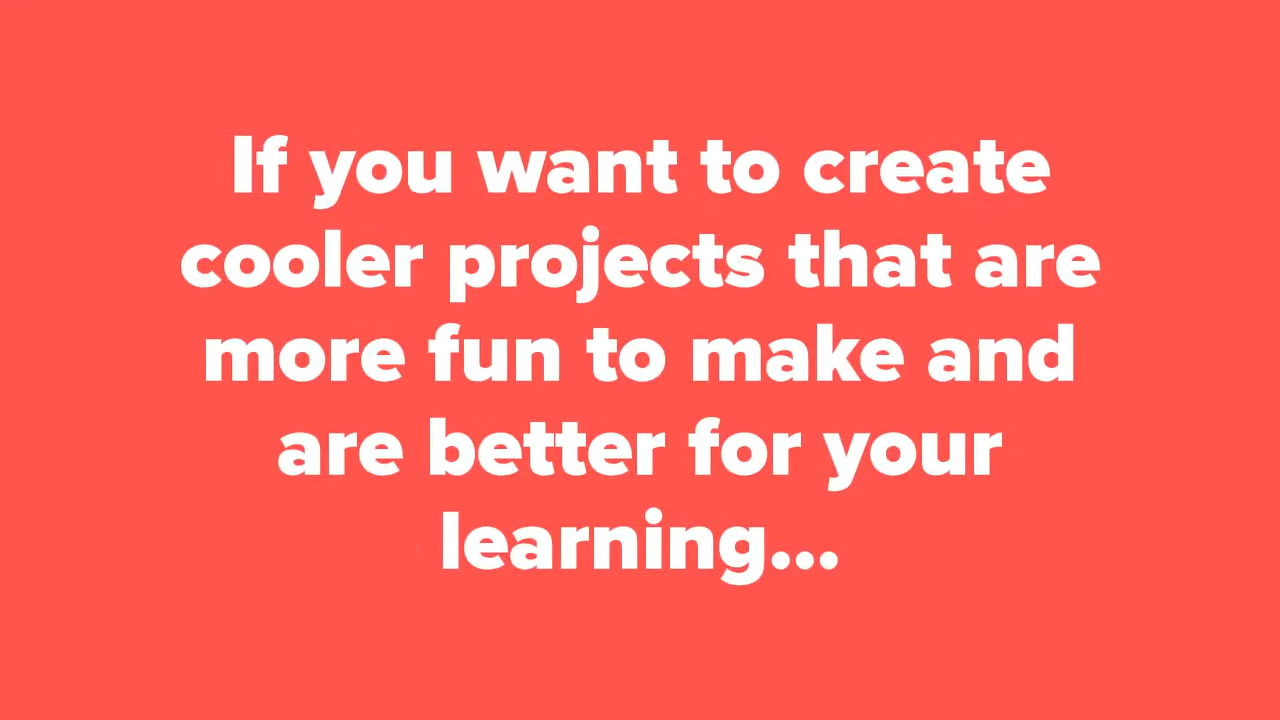 If you want to create
cooler projects that are
more fun to make and
are better for your
learning...